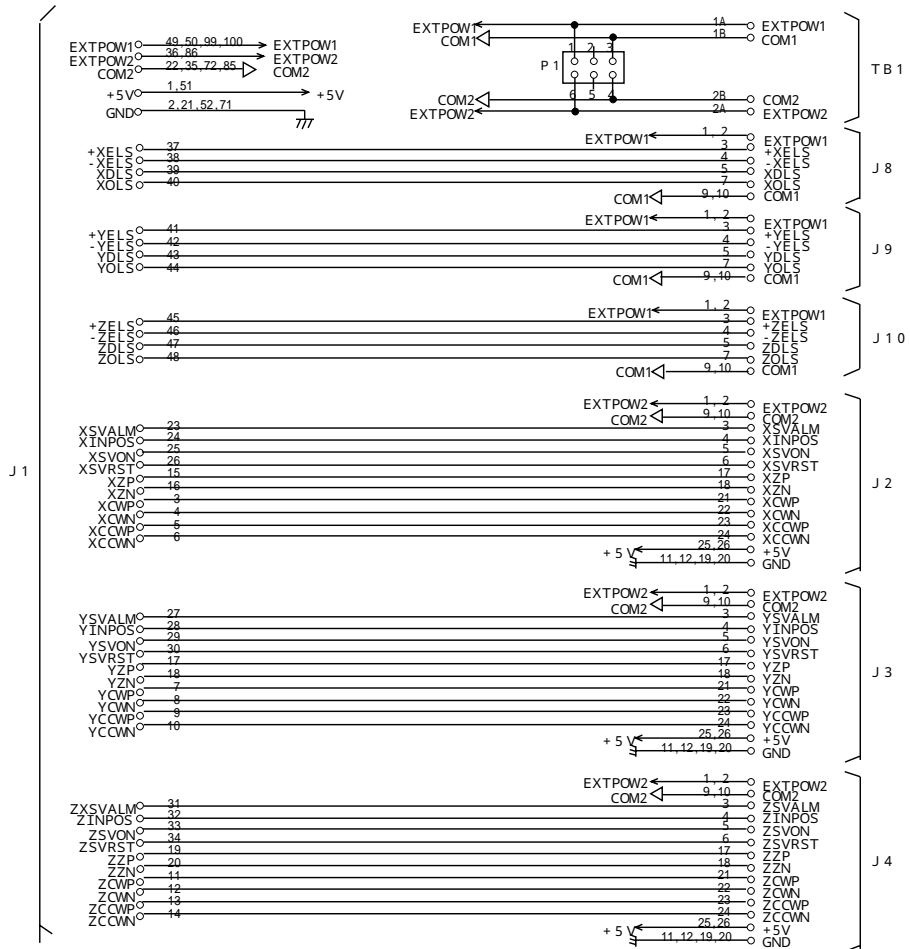 EXTPOW1 49,50,99,100 EXTPOW1
EXTPOW2 36,86 EXTPOW2
COM2 22,35,72,85 COM2
+5V 1,51 +5V
GND 2,21,52,71
EXTPOW1 1A EXTPOW1
COM1 1B COM1
P1 1 2 3
6 5 4
COM2 2B COM2
EXTPOW2 2A EXTPOW2
TB1
EXTPOW1 1, 2 EXTPOW1
+XELS 37 3 +XELS
-XELS 38 4 -XELS
XDLS 39 5 XDLS
XOLS 40 7 XOLS
COM1 9,10 COM1
J8
EXTPOW1 1, 2 EXTPOW1
+YELS 41 3 +YELS
-YELS 42 4 -YELS
YDLS 43 5 YDLS
YOLS 44 7 YOLS
COM1 9,10 COM1
J9
EXTPOW1 1, 2 EXTPOW1
+ZELS 45 3 +ZELS
-ZELS 46 4 -ZELS
ZDLS 47 5 ZDLS
ZOLS 48 7 ZOLS
COM1 9,10 COM1
J10
J1
EXTPOW2 1, 2 EXTPOW2
COM2 9,10 COM2
XSVALM 23 3 XSVALM
XINPOS 24 4 XINPOS
XSVON 25 5 XSVON
XSVRST 26 6 XSVRST
XZP 15 17 XZP
XZN 16 18 XZN
XCWP 3 21 XCWP
XCWN 4 22 XCWN
XCCWP 5 23 XCCWP
XCCWN 6 24 XCCWN
+5V 25,26 +5V
11,12,19,20 GND
J2
EXTPOW2 1, 2 EXTPOW2
COM2 9,10 COM2
YSVALM 27 3 YSVALM
YINPOS 28 4 YINPOS
YSVON 29 5 YSVON
YSVRST 30 6 YSVRST
YZP 17 17 YZP
YZN 18 18 YZN
YCWP 7 21 YCWP
YCWN 8 22 YCWN
YCCWP 9 23 YCCWP
YCCWN 10 24 YCCWN
+5V 25,26 +5V
11,12,19,20 GND
J3
EXTPOW2 1, 2 EXTPOW2
COM2 9,10 COM2
ZXSVALM 31 3 ZSVALM
ZINPOS 32 4 ZINPOS
ZSVON 33 5 ZSVON
ZSVRST 34 6 ZSVRST
ZZP 19 17 ZZP
ZZN 20 18 ZZN
ZCWP 11 21 ZCWP
ZCWN 12 22 ZCWN
ZCCWP 13 23 ZCCWP
ZCCWN 14 24 ZCCWN
+5V 25,26 +5V
11,12,19,20 GND
J4